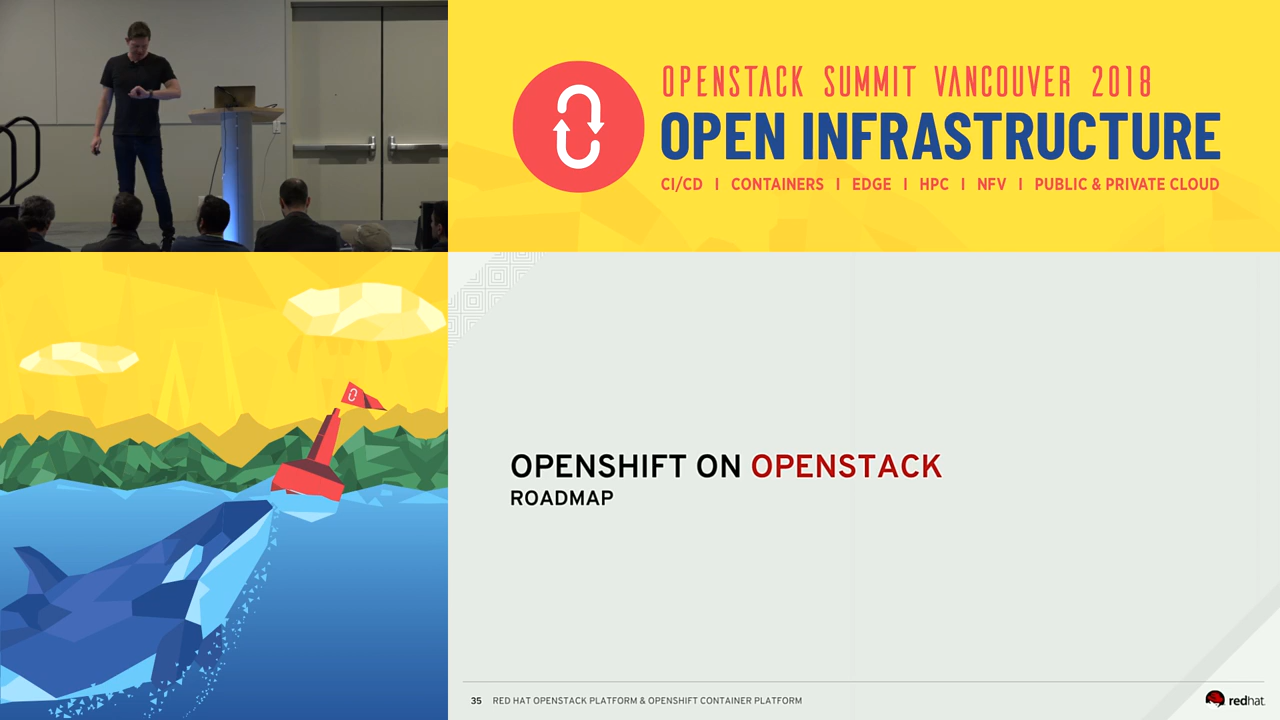 OPENSTACK SUMMIT VANCOUVER 2018
OPEN INFRASTRUCTURE
CI/CD | CONTAINERS | EDGE | HPC | NFV | PUBLIC & PRIVATE CLOUD
OPENSHIFT ON OPENSTACK
ROADMAP
35 RED HAT OPENSTACK PLATFORM & OPENSHIFT CONTAINER PLATFORM
redhat.